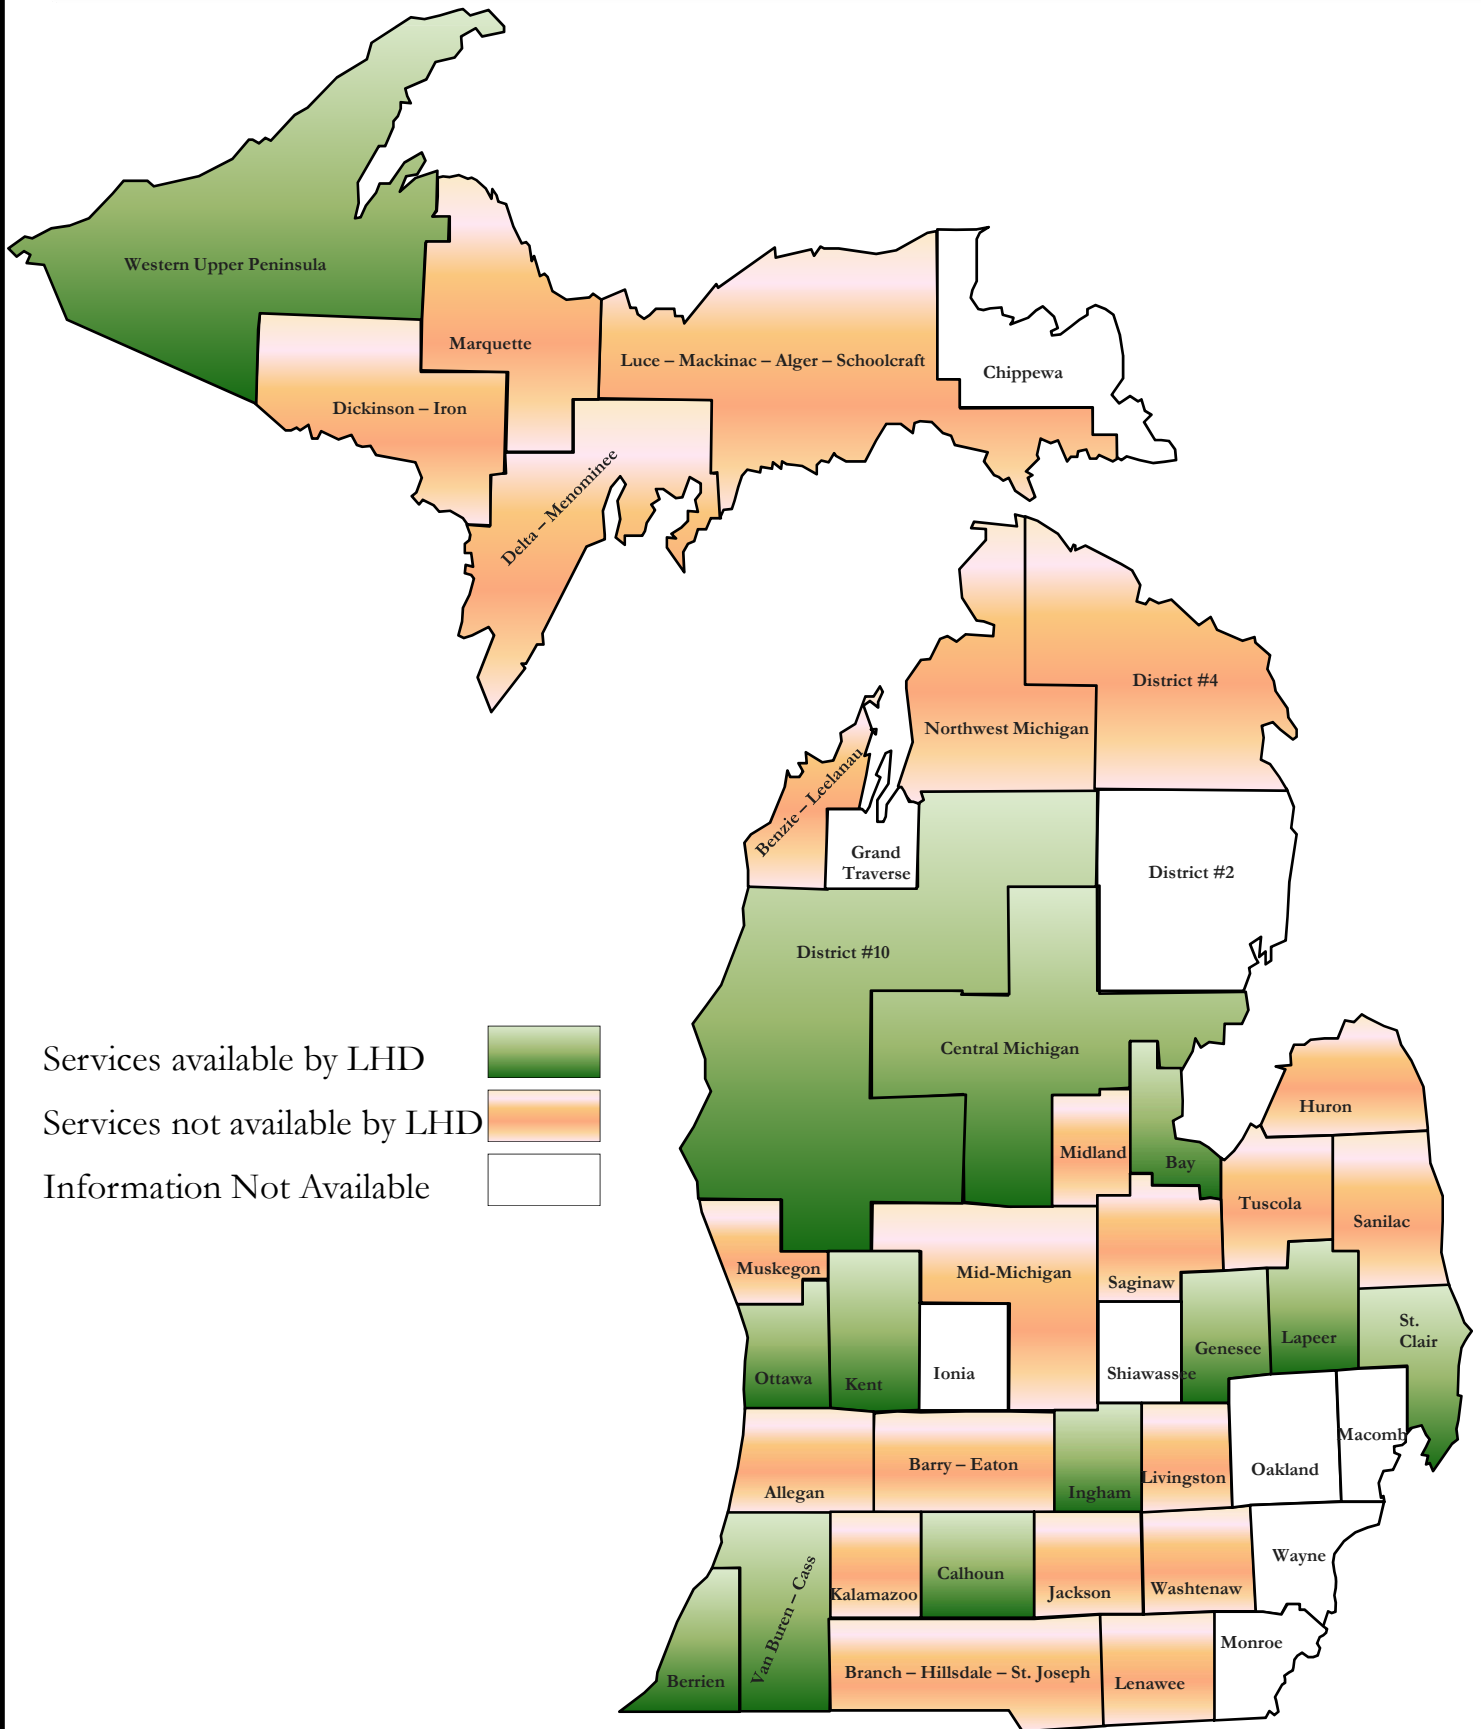 Western Upper Peninsula
Marquette
Luce – Mackinac – Alger – Schoolcraft
Chippewa
Dickinson – Iron
Delta – Menominee
District #4
Northwest Michigan
Benzie – Leelanau
Grand
Traverse
District #2
District #10
Central Michigan
Services available by LHD
Services not available by LHD
Information Not Available
Huron
Midland
Bay
Tuscola
Sanilac
Muskegon
Mid-Michigan
Saginaw
St.
Clair
Lapeer
Genesee
Ottawa
Kent
Ionia
Shiawassee
Macomb
Oakland
Barry – Eaton
Livingston
Allegan
Ingham
Wayne
Calhoun
Washtenaw
Jackson
Kalamazoo
Van Buren – Cass
Monroe
Branch – Hillsdale – St. Joseph
Berrien
Lenawee